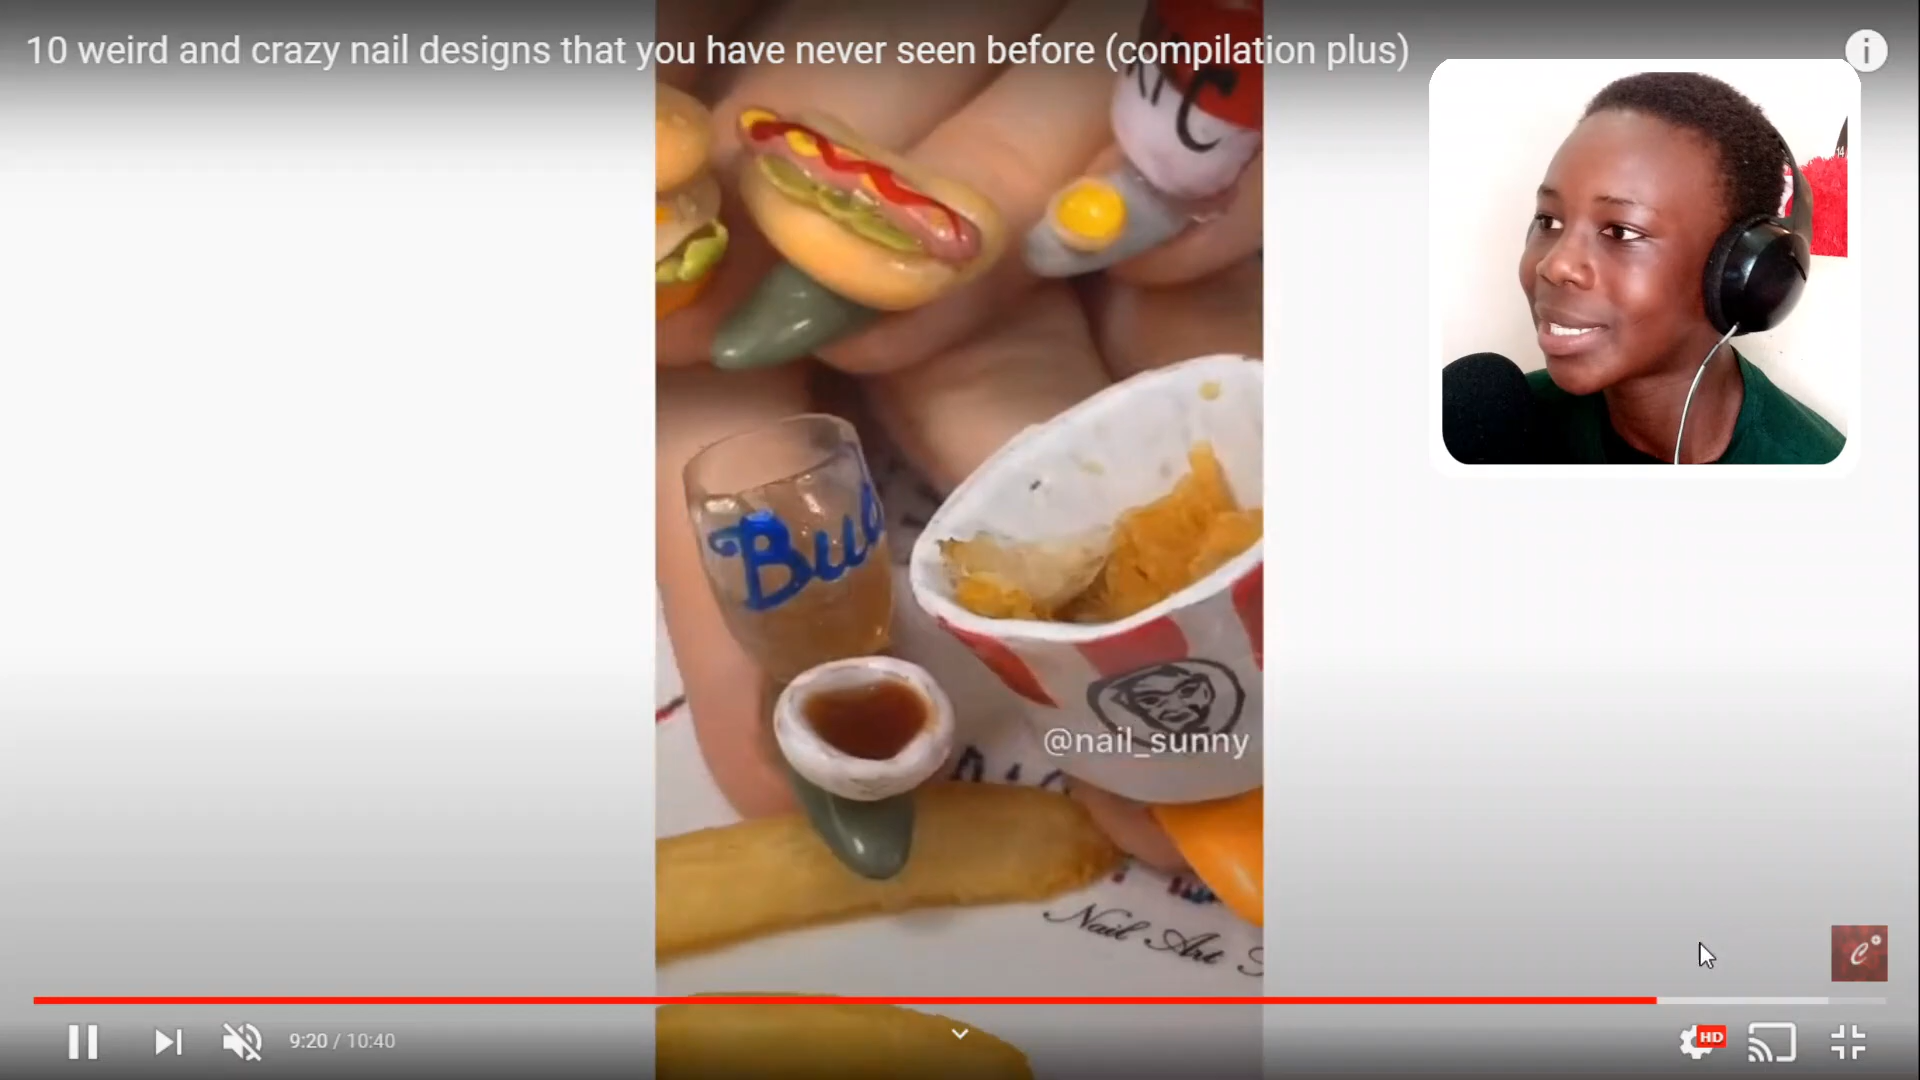 10 weird and crazy nail designs that you have never seen before (compilation plus)
14
Bu
@nail_sunny
Nail Art
9:20 / 10:40
HD